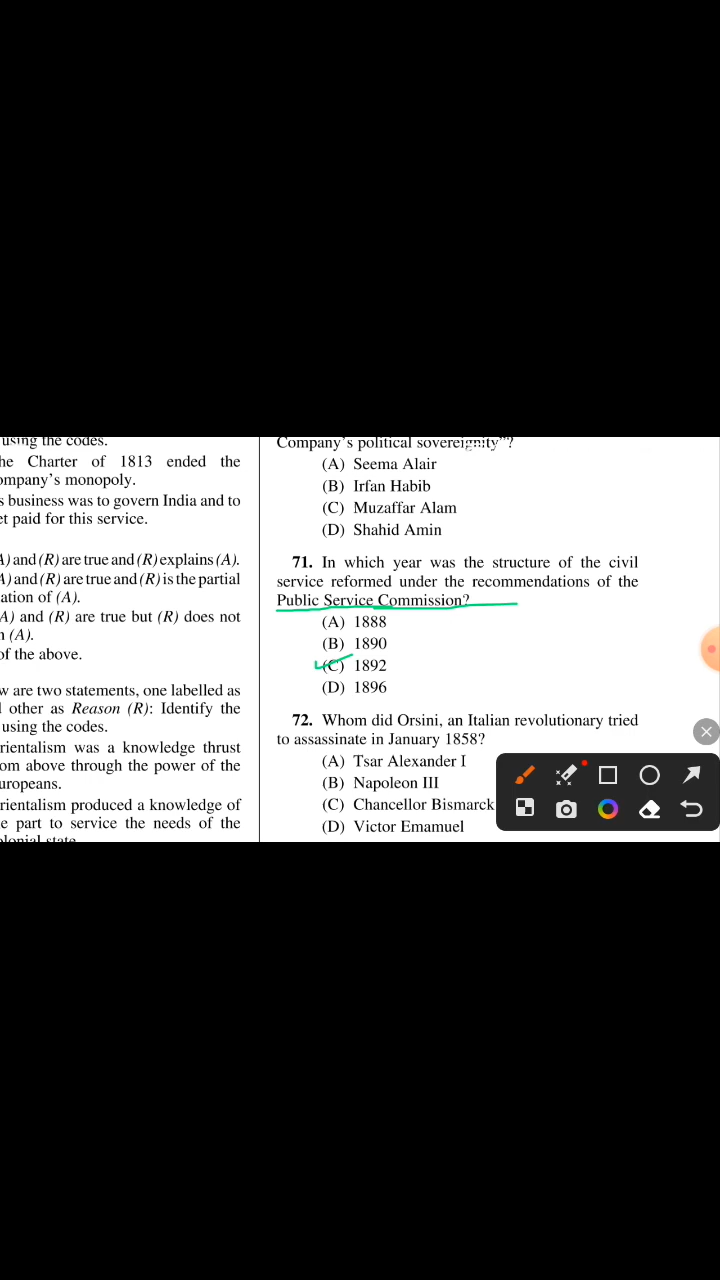 using the codes.
he Charter of 1813 ended the
ompany's monopoly.
s business was to govern India and to
et paid for this service.
A) and (R) are true and (R) explains (A).
A) and (R) are true and (R) is the partial
ation of (A).
A) and (R) are true but (R) does not
n (A).
of the above.
w are two statements, one labelled as
l other as Reason (R): Identify the
using the codes.
rientalism was a knowledge thrust
om above through the power of the
uropeans.
rientalism produced a knowledge of
e part to service the needs of the
olonial state
Company's political sovereignity"?
(A) Seema Alair
(B) Irfan Habib
(C) Muzaffar Alam
(D) Shahid Amin
71. In which year was the structure of the civil
service reformed under the recommendations of the
Public Service Commission?
(A) 1888
(B) 1890
(C) 1892
(D) 1896
72. Whom did Orsini, an Italian revolutionary tried
to assassinate in January 1858?
(A) Tsar Alexander I
(B) Napoleon III
(C) Chancellor Bismarck
(D) Victor Emamuel